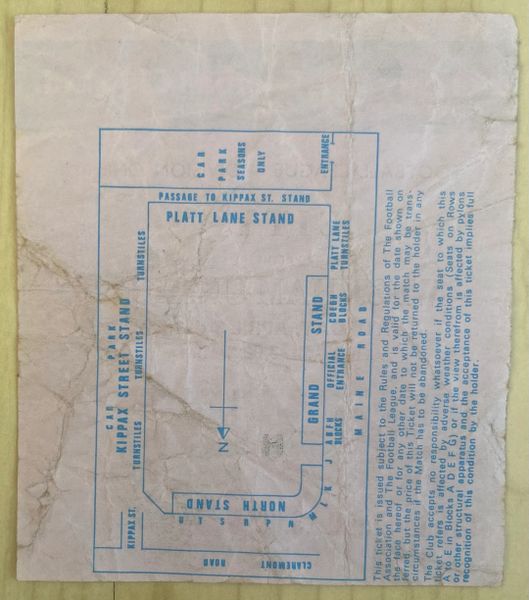 CAR
PARK
SEASONS
ONLY
ENTRANCE
PASSAGE TO KIPPAX ST. STAND
PLATT LANE STAND
TURNSTILES
PLATT LANE
TURNSTILES
CAR PARK
KIPPAX STREET STAND
TURNSTILES
TURNSTILES
GRAND STAND
CDEGH
BLOCKS
OFFICIAL
ENTRANCE
ABFH
BLOCKS
MAINE ROAD
N
NORTH STAND
J
K
L
M
N
P
R
S
T
U
KIPPAX ST.
CLAREMONT
ROAD
This ticket is issued subject to the Rules and Regulations of The Football
Association and the Football League, and is valid for the date shown on
the face hereof or for any other date to which the match may be trans-
ferred, but the price of this Ticket will not be returned to the holder in any
circumstances if the Match has to be abandoned.
The Club accepts no responsibility whatsoever if the seat to which this
ticket refers is affected by adverse weather conditions (Seats on Rows
A to E in Blocks A D E F G) or if the view therefrom is affected by pylons
or other structural apparatus and the acceptance of this ticket implies full
recognition of this condition by the holder.